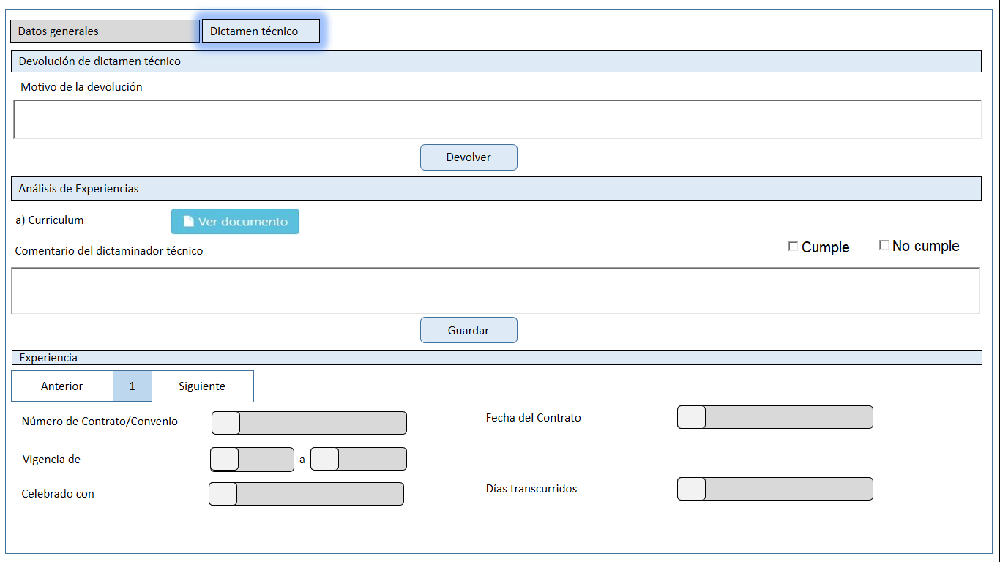 Datos generales
Dictamen técnico
Devolución de dictamen técnico
Motivo de la devolución
Devolver
Análisis de Experiencias
a) Curriculum
Ver documento
Comentario del dictaminador técnico
Cumple
No cumple
Guardar
Experiencia
Anterior
1
Siguiente
Número de Contrato/Convenio
Fecha del Contrato
Vigencia de
a
Celebrado con
Días transcurridos